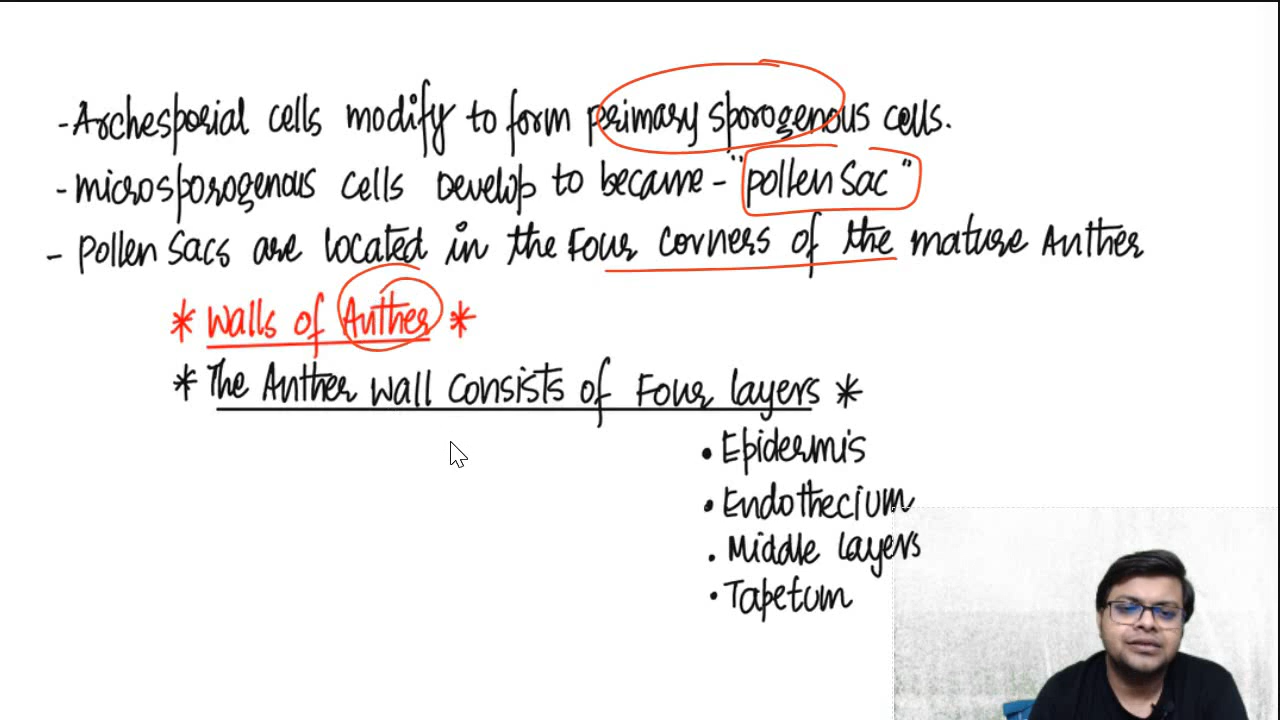 - Archesporial cells modify to form primary sporogenous cells.
- microsporogenous cells Develop to became - "pollen sac"
- pollen sacs are located in the Four corners of the mature Anther
* walls of Anther *
* The Anther wall consists of Four layers *
• Epidermis
• Endothecium
• Middle layers
• Tapetum